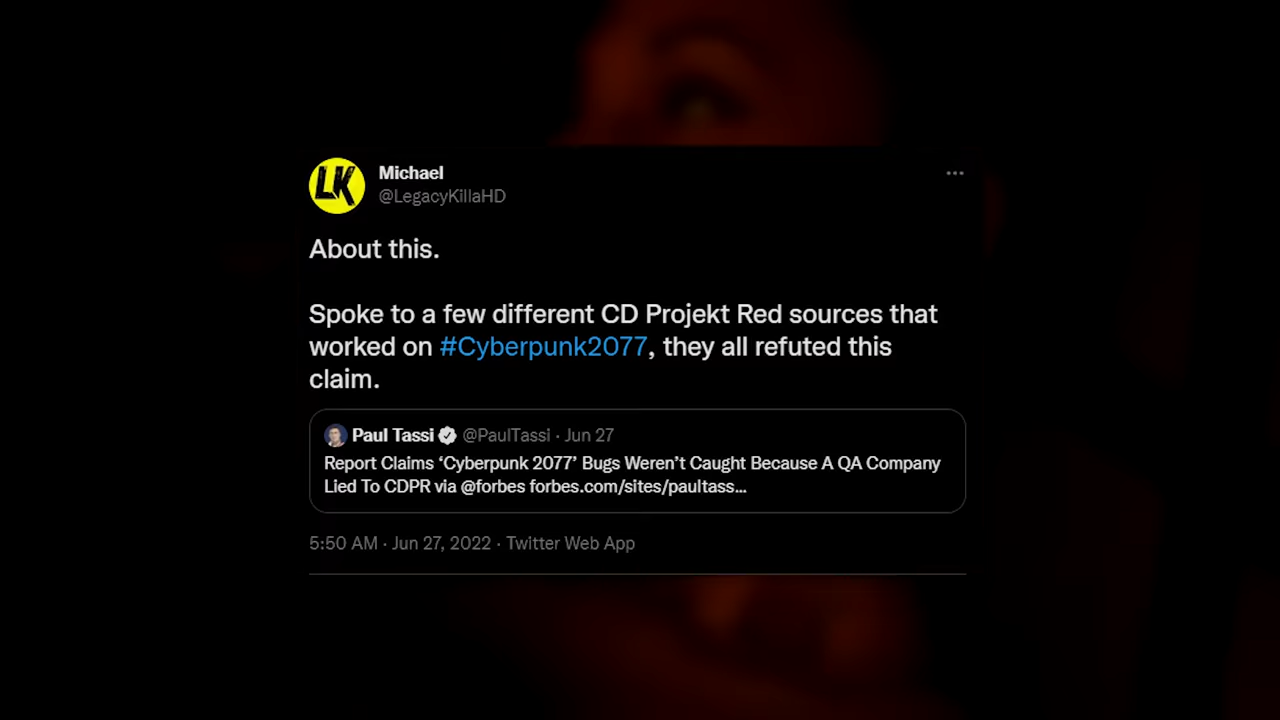 LK
Michael
@LegacyKillaHD
About this.
Spoke to a few different CD Projekt Red sources that
worked on #Cyberpunk2077, they all refuted this
claim.
Paul Tassi @PaulTassi · Jun 27
Report Claims ‘Cyberpunk 2077’ Bugs Weren’t Caught Because A QA Company
Lied To CDPR via @forbes forbes.com/sites/paultass...
5:50 AM · Jun 27, 2022 · Twitter Web App